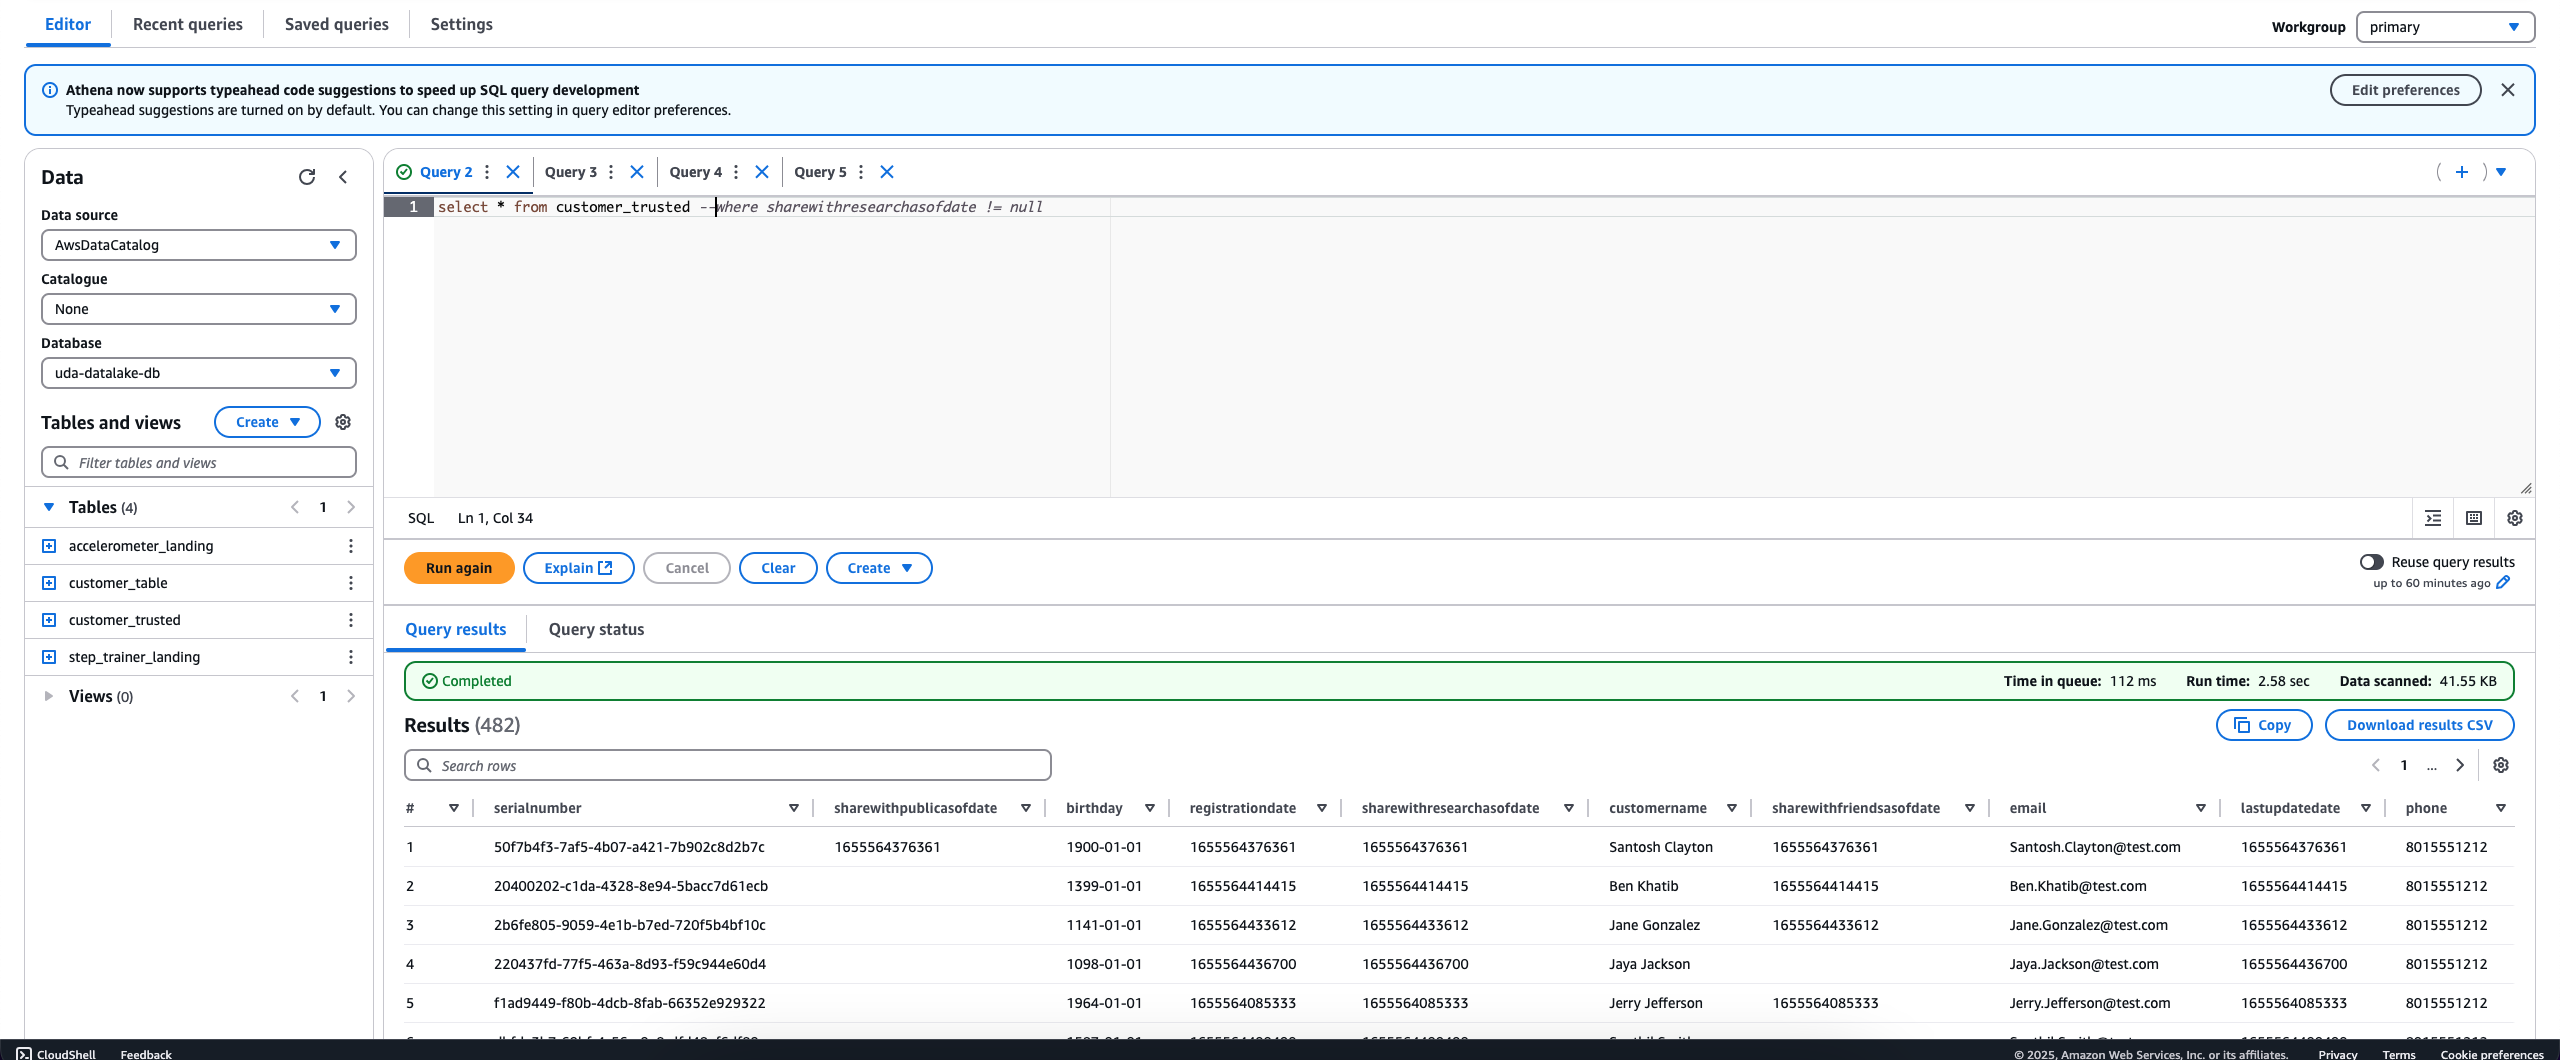 Editor Recent queries Saved queries Settings Workgroup primary
Athena now supports typeahead code suggestions to speed up SQL query development
Typeahead suggestions are turned on by default. You can change this setting in query editor preferences.
Edit preferences
Data
Data source
AwsDataCatalog
Catalogue
None
Database
uda-datalake-db
Tables and views Create
Filter tables and views
Tables (4) 1
accelerometer_landing
customer_table
customer_trusted
step_trainer_landing
Views (0) 1
Query 2 Query 3 Query 4 Query 5
1 select * from customer_trusted --where sharewithresearchasofdate != null
SQL Ln 1, Col 34
Run again Explain Cancel Clear Create
Reuse query results
up to 60 minutes ago
Query results Query status
Completed Time in queue: 112 ms Run time: 2.58 sec Data scanned: 41.55 KB
Results (482) Copy Download results CSV
Search rows 1 ...
# serialnumber sharewithpublicasofdate birthday registrationdate sharewithresearchasofdate customername sharewithfriendsasofdate email lastupdatedate phone
1 50f7b4f3-7af5-4b07-a421-7b902c8d2b7c 1655564376361 1900-01-01 1655564376361 1655564376361 Santosh Clayton 1655564376361 Santosh.Clayton@test.com 1655564376361 8015551212
2 20400202-c1da-4328-8e94-5bacc7d61ecb 1399-01-01 1655564414415 1655564414415 Ben Khatib 1655564414415 Ben.Khatib@test.com 1655564414415 8015551212
3 2b6fe805-9059-4e1b-b7ed-720f5b4bf10c 1141-01-01 1655564433612 1655564433612 Jane Gonzalez 1655564433612 Jane.Gonzalez@test.com 1655564433612 8015551212
4 220437fd-77f5-463a-8d93-f59c944e60d4 1098-01-01 1655564436700 1655564436700 Jaya Jackson Jaya.Jackson@test.com 1655564436700 8015551212
5 f1ad9449-f80b-4dcb-8fab-66352e929322 1964-01-01 1655564085333 1655564085333 Jerry Jefferson 1655564085333 Jerry.Jefferson@test.com 1655564085333 8015551212
CloudShell Feedback © 2025, Amazon Web Services, Inc. or its affiliates. Privacy Terms Cookie preferences